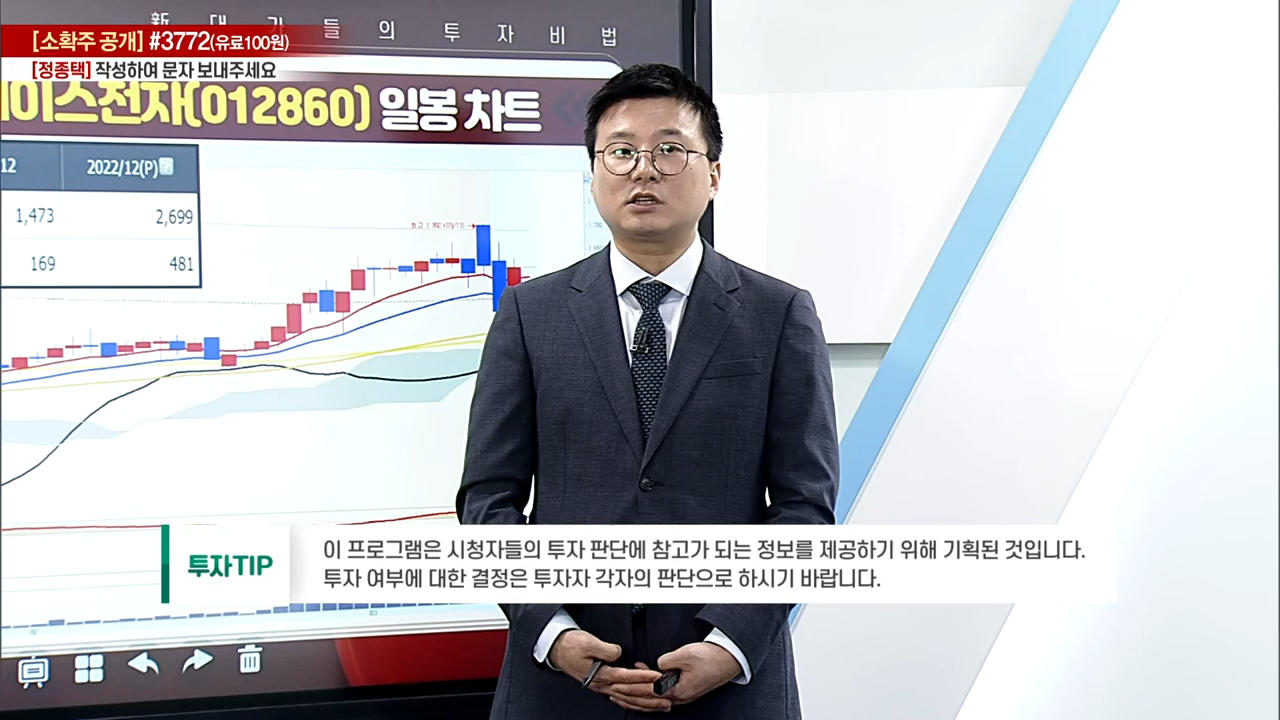 新 대 가 들 의 투 자 비 법
[소확주 공개] #3772(유료100원)
[정종택] 작성하여 문자 보내주세요
이스전자(012860) 일봉 차트
12 2022/12(P)
1,473 2,699
169 481
투자TIP
이 프로그램은 시청자들의 투자 판단에 참고가 되는 정보를 제공하기 위해 기획된 것입니다.
투자 여부에 대한 결정은 투자자 각자의 판단으로 하시기 바랍니다.